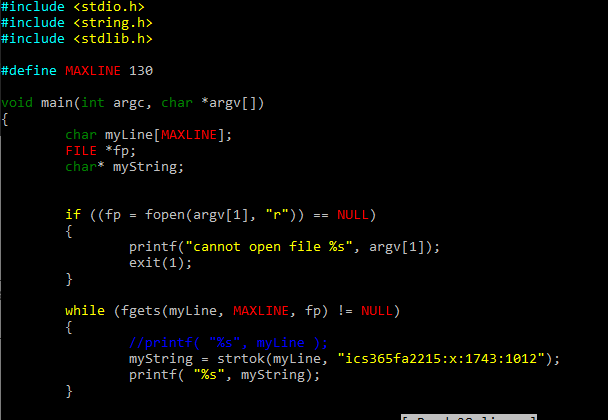 #include <stdio.h>
#include <string.h>
#include <stdlib.h>
#define MAXLINE 130
void main(int argc, char *argv[])
{
char myLine[MAXLINE];
FILE *fp;
char* myString;
if ((fp = fopen(argv[1], "r")) == NULL)
{
printf("cannot open file %s", argv[1]);
exit(1);
}
while (fgets(myLine, MAXLINE, fp) != NULL)
{
//printf( "%s", myLine );
myString = strtok(myLine, "ics365fa2215:x:1743:1012");
printf( "%s", myString);
}